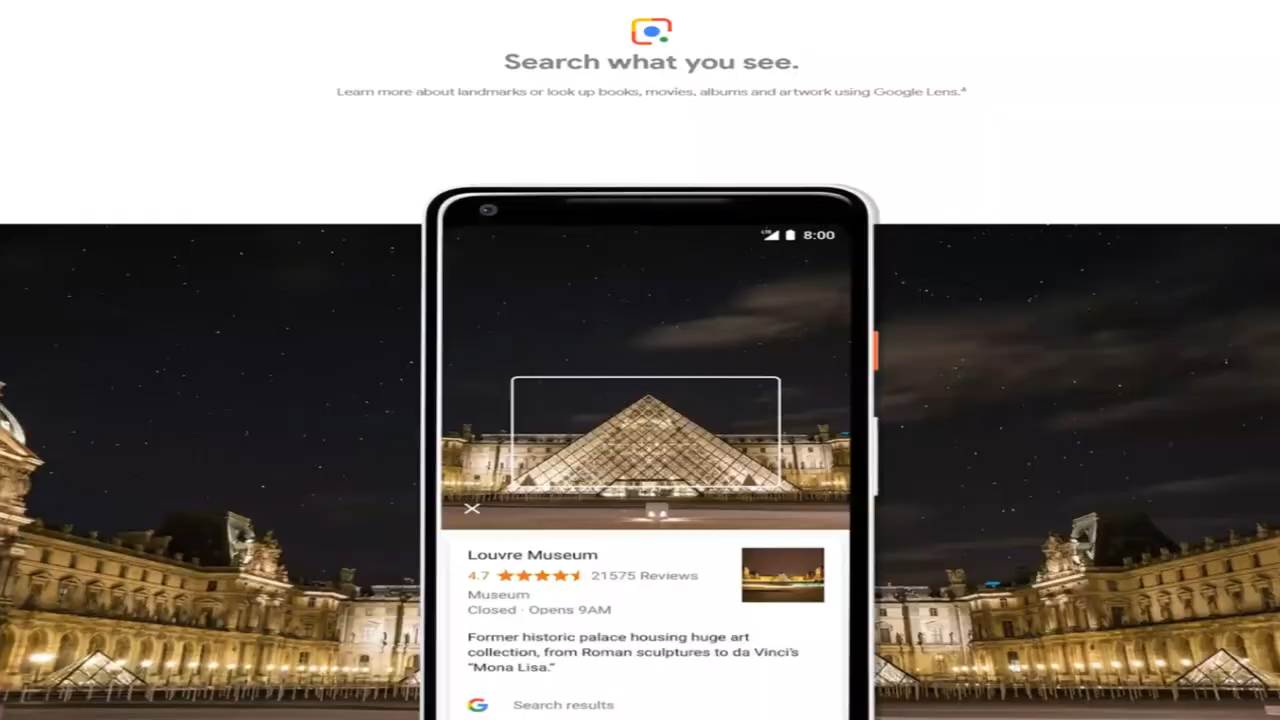 Search what you see.
Learn more about landmarks or look up books, movies, albums and artwork using Google Lens.⁴
LTE 8:00
Louvre Museum
4.7 21575 Reviews
Museum
Closed · Opens 9AM
Former historic palace housing huge art
collection, from Roman sculptures to da Vinci's
“Mona Lisa.”
G Search results